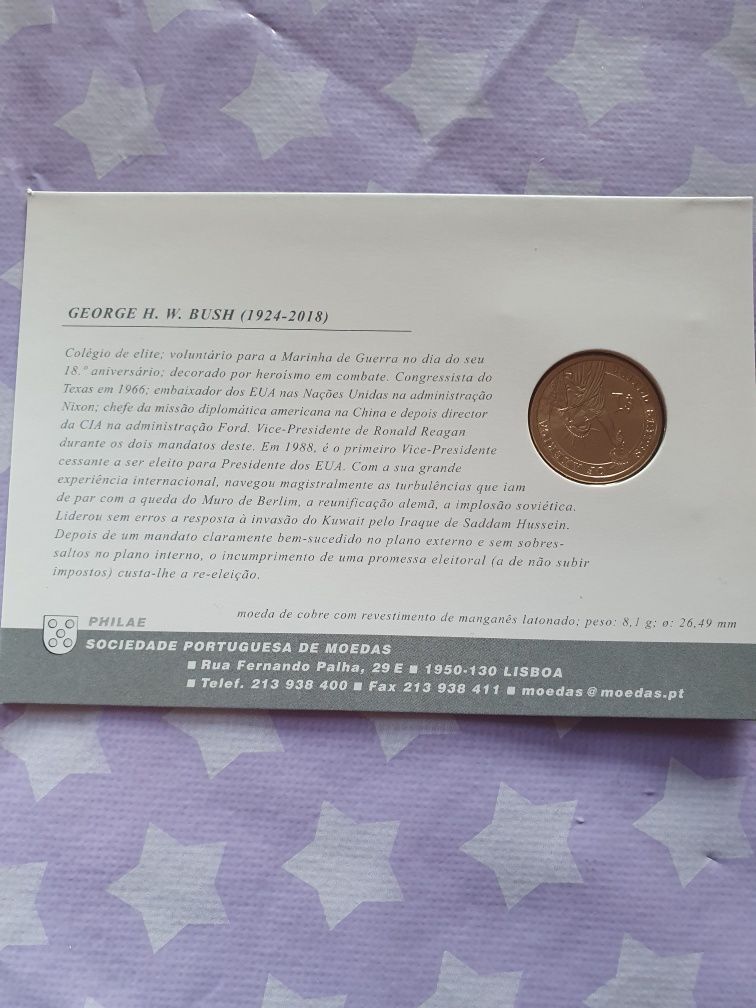 GEORGE H. W. BUSH (1924-2018)
Colégio de elite; voluntário para a Marinha de Guerra no dia do seu
18.º aniversário; decorado por heroísmo em combate. Congressista do
Texas em 1966; embaixador dos EUA nas Nações Unidas na administração
Nixon; chefe da missão diplomática americana na China e depois director
da CIA na administração Ford. Vice-Presidente de Ronald Reagan
durante os dois mandatos deste. Em 1988, é o primeiro Vice-Presidente
cessante a ser eleito para Presidente dos EUA. Com a sua grande
experiência internacional, navegou magistralmente as turbulências que iam
de par com a queda do Muro de Berlim, a reunificação alemã, a implosão soviética.
Liderou sem erros a resposta à invasão do Kuwait pelo Iraque de Saddam Hussein.
Depois de um mandato claramente bem-sucedido no plano externo e sem sobres-
saltos no plano interno, o incumprimento de uma promessa eleitoral (a de não subir
impostos) custa-lhe a re-eleição.
moeda de cobre com revestimento de manganês latonado; peso: 8,1 g; ø: 26,49 mm
PHILAE
SOCIEDADE PORTUGUESA DE MOEDAS
■ Rua Fernando Palha, 29 E ■ 1950-130 LISBOA
■ Telef. 213 938 400 ■ Fax 213 938 411 ■ moedas@moedas.pt
$1